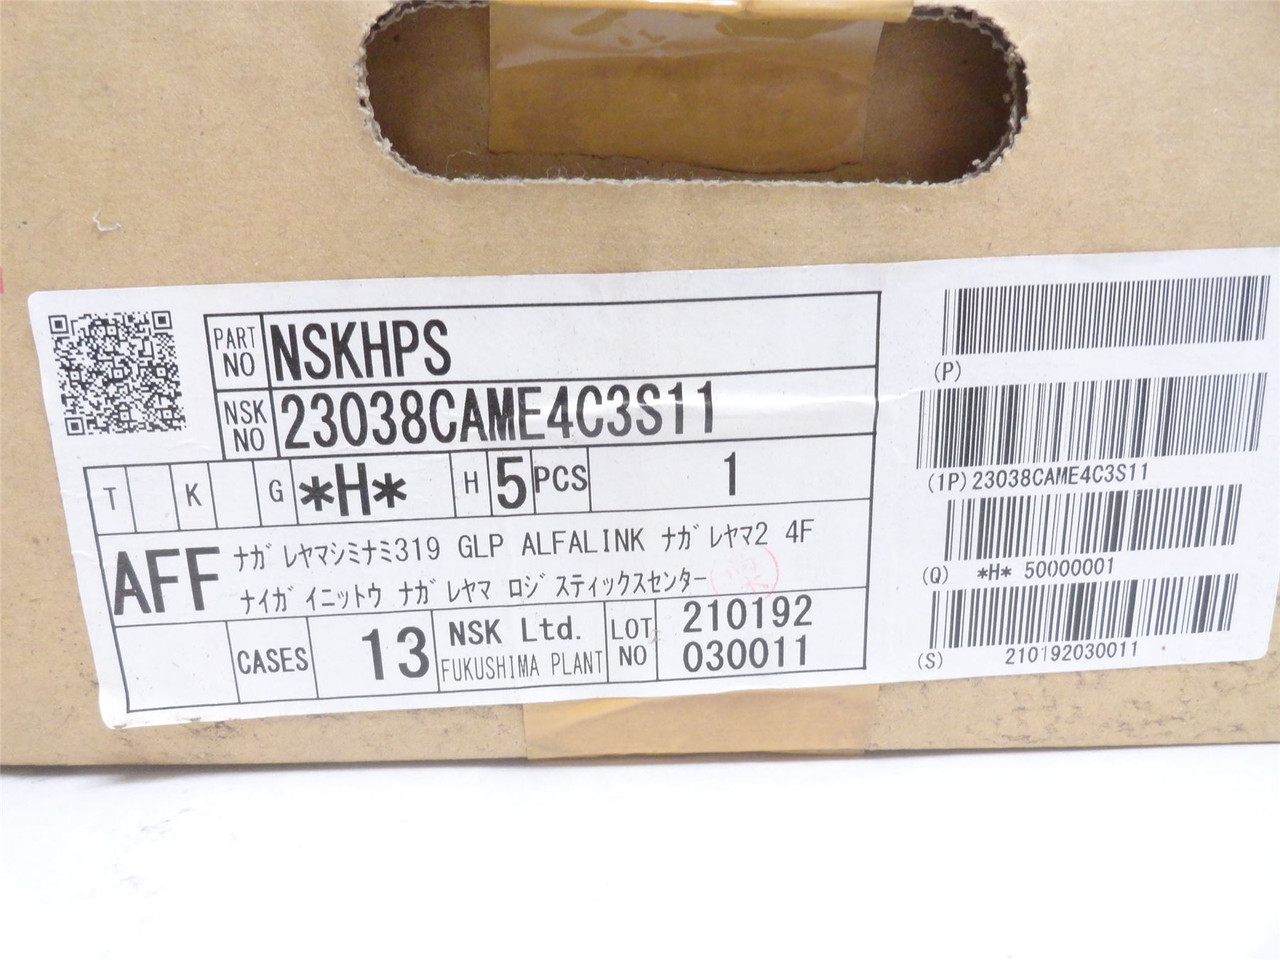 PART NO NSKHPS
NSK NO 23038CAME4C3S11
T K G *H* H 5 PCS 1
AFF ナガレヤマシミナミ319 GLP ALFALINK ナガレヤマ2 4F
ナイガイニットウ ナガレヤマ ロジスティックスセンター
CASES 13 NSK Ltd. FUKUSHIMA PLANT LOT NO 210192 030011
(P)
(1P)23038CAME4C3S11
(Q) *H* 50000001
(S) 210192030011